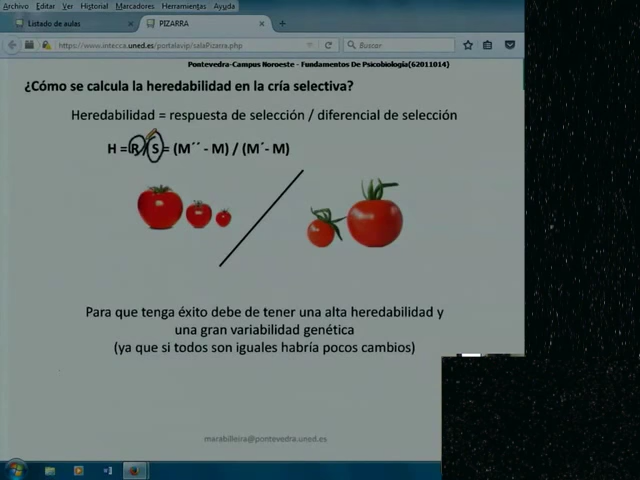 Archivo Editar Ver Historial Marcadores Herramientas Ayuda
Listado de aulas
PIZARRA
https://www.intecca.uned.es/portalavip/salaPizarra.php
Buscar
Pontevedra-Campus Noroeste - Fundamentos De Psicobiología(62011014)
¿Cómo se calcula la heredabilidad en la cría selectiva?
Heredabilidad = respuesta de selección / diferencial de selección
H = R / S = (M´´ - M) / (M´- M)
Para que tenga éxito debe de tener una alta heredabilidad y
una gran variabilidad genética
(ya que si todos son iguales habría pocos cambios)
marabilleira@pontevedra.uned.es